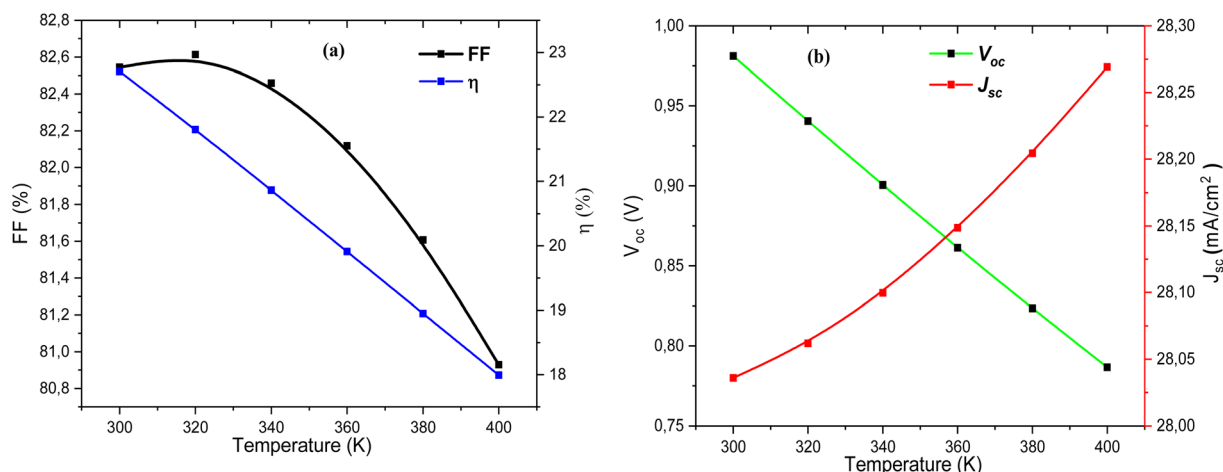 82,8
82,6
82,4
82,2
82,0
81,8
81,6
81,4
81,2
81,0
80,8
FF (%)
(a)
FF
η
23
22
21
20
19
18
η (%)
300 320 340 360 380 400
Temperature (K)
1,00
0,95
0,90
0,85
0,80
0,75
V_oc (V)
(b)
V_oc
J_sc
28,30
28,25
28,20
28,15
28,10
28,05
28,00
J_sc (mA/cm²)
300 320 340 360 380 400
Temperature (K)